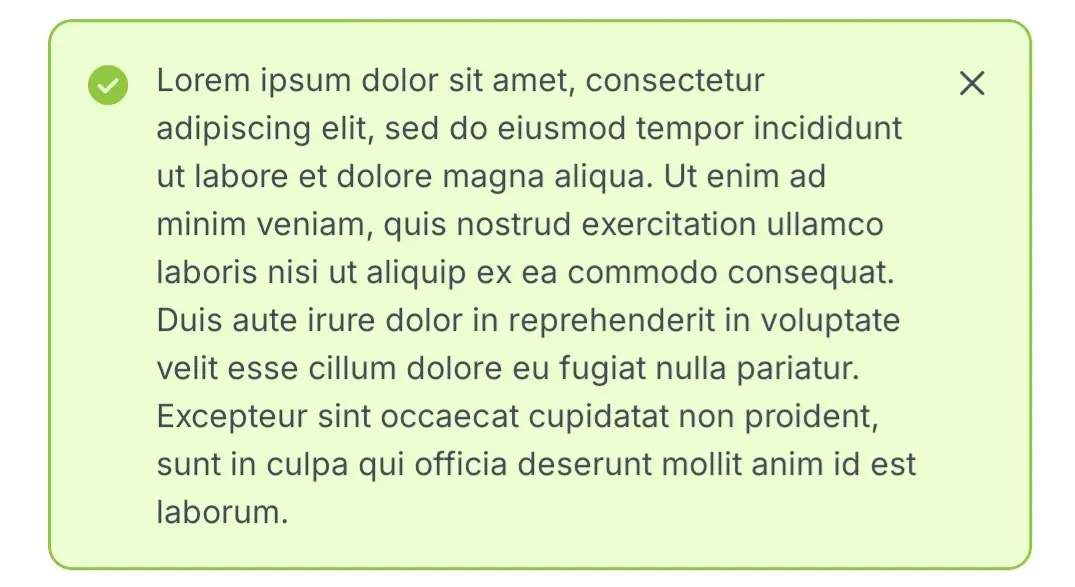 Lorem ipsum dolor sit amet, consectetur
adipiscing elit, sed do eiusmod tempor incididunt
ut labore et dolore magna aliqua. Ut enim ad
minim veniam, quis nostrud exercitation ullamco
laboris nisi ut aliquip ex ea commodo consequat.
Duis aute irure dolor in reprehenderit in voluptate
velit esse cillum dolore eu fugiat nulla pariatur.
Excepteur sint occaecat cupidatat non proident,
sunt in culpa qui officia deserunt mollit anim id est
laborum.